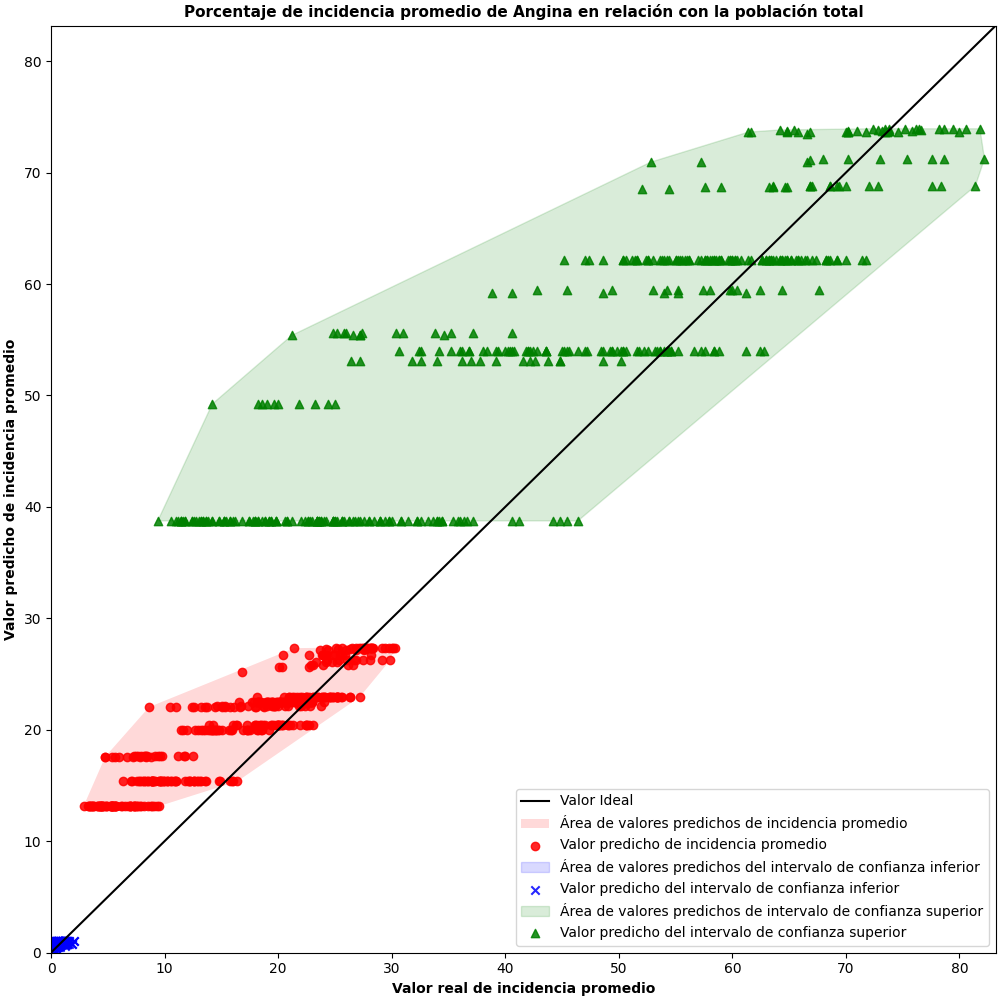 Porcentaje de incidencia promedio de Angina en relación con la población total
Valor predicho de incidencia promedio
80
70
60
50
40
30
20
10
0
0 10 20 30 40 50 60 70 80
Valor real de incidencia promedio
Valor Ideal
Área de valores predichos de incidencia promedio
Valor predicho de incidencia promedio
Área de valores predichos del intervalo de confianza inferior
Valor predicho del intervalo de confianza inferior
Área de valores predichos de intervalo de confianza superior
Valor predicho del intervalo de confianza superior